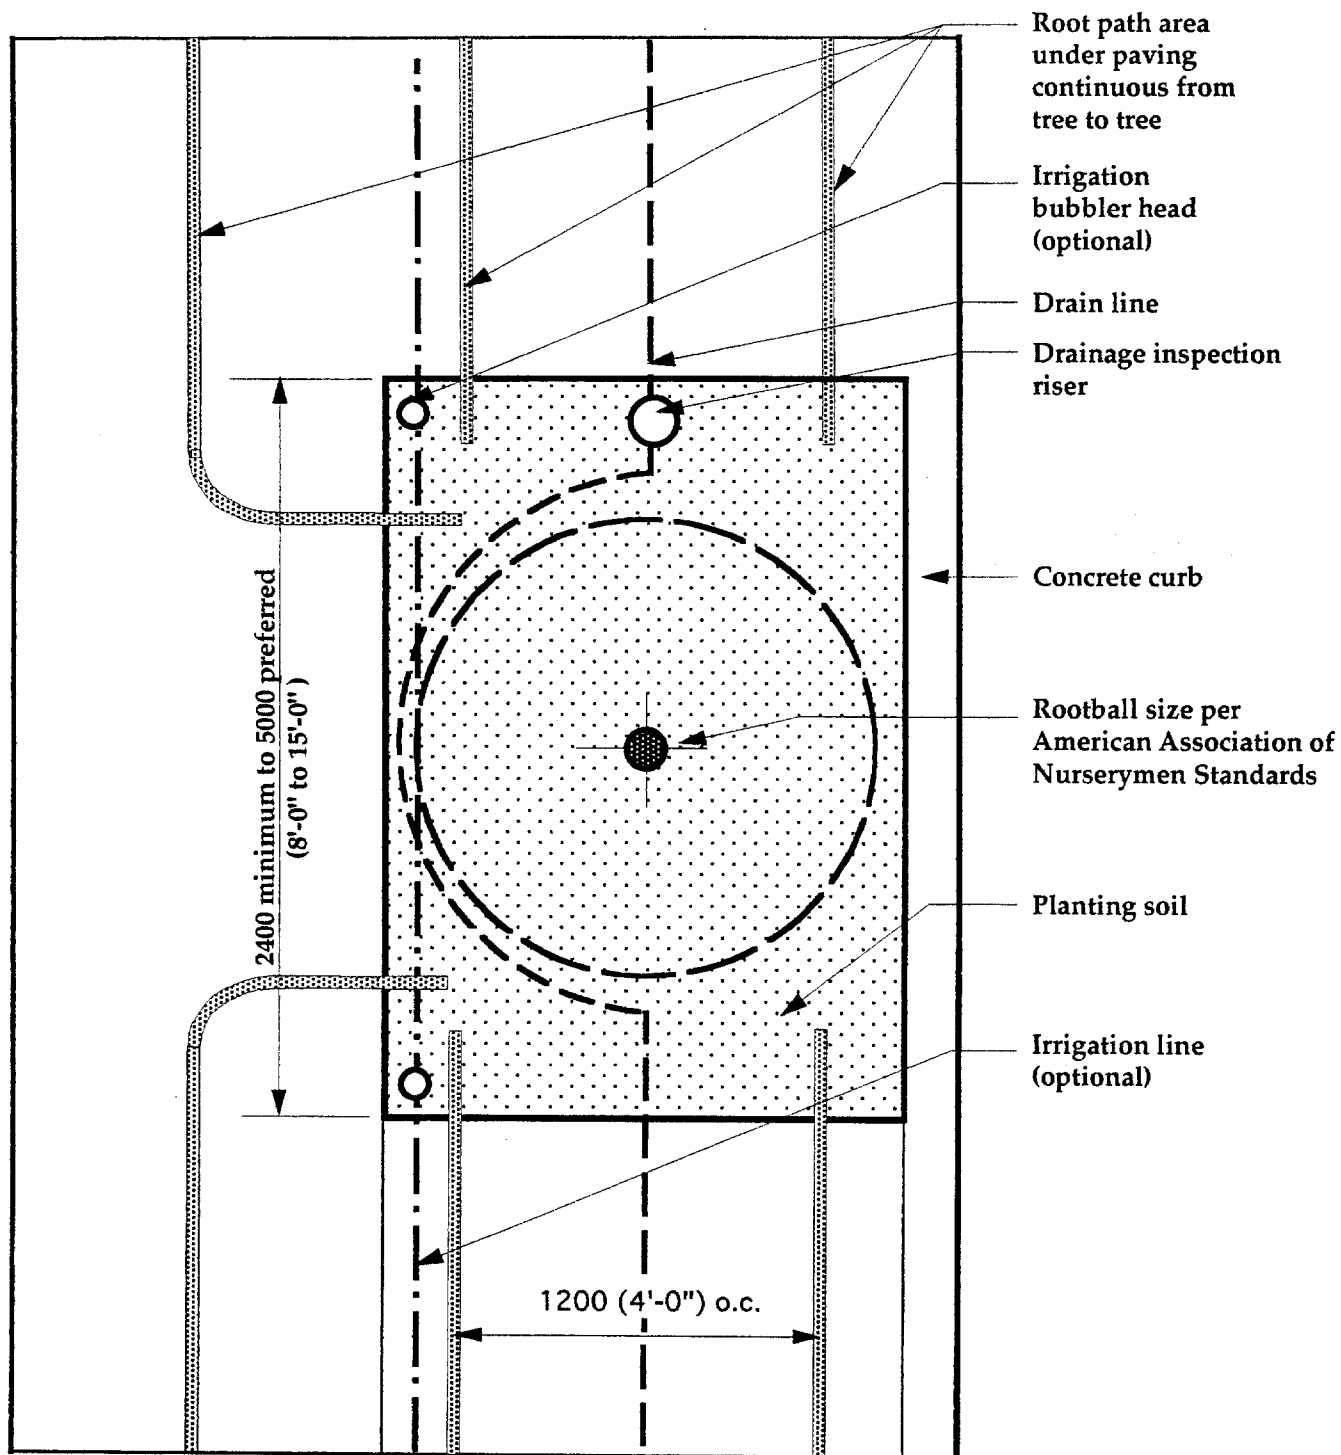 Root path area
under paving
continuous from
tree to tree
Irrigation
bubbler head
(optional)
Drain line
Drainage inspection
riser
Concrete curb
2400 minimum to 5000 preferred
(8'-0" to 15'-0")
Rootball size per
American Association of
Nurserymen Standards
Planting soil
Irrigation line
(optional)
1200 (4'-0") o.c.